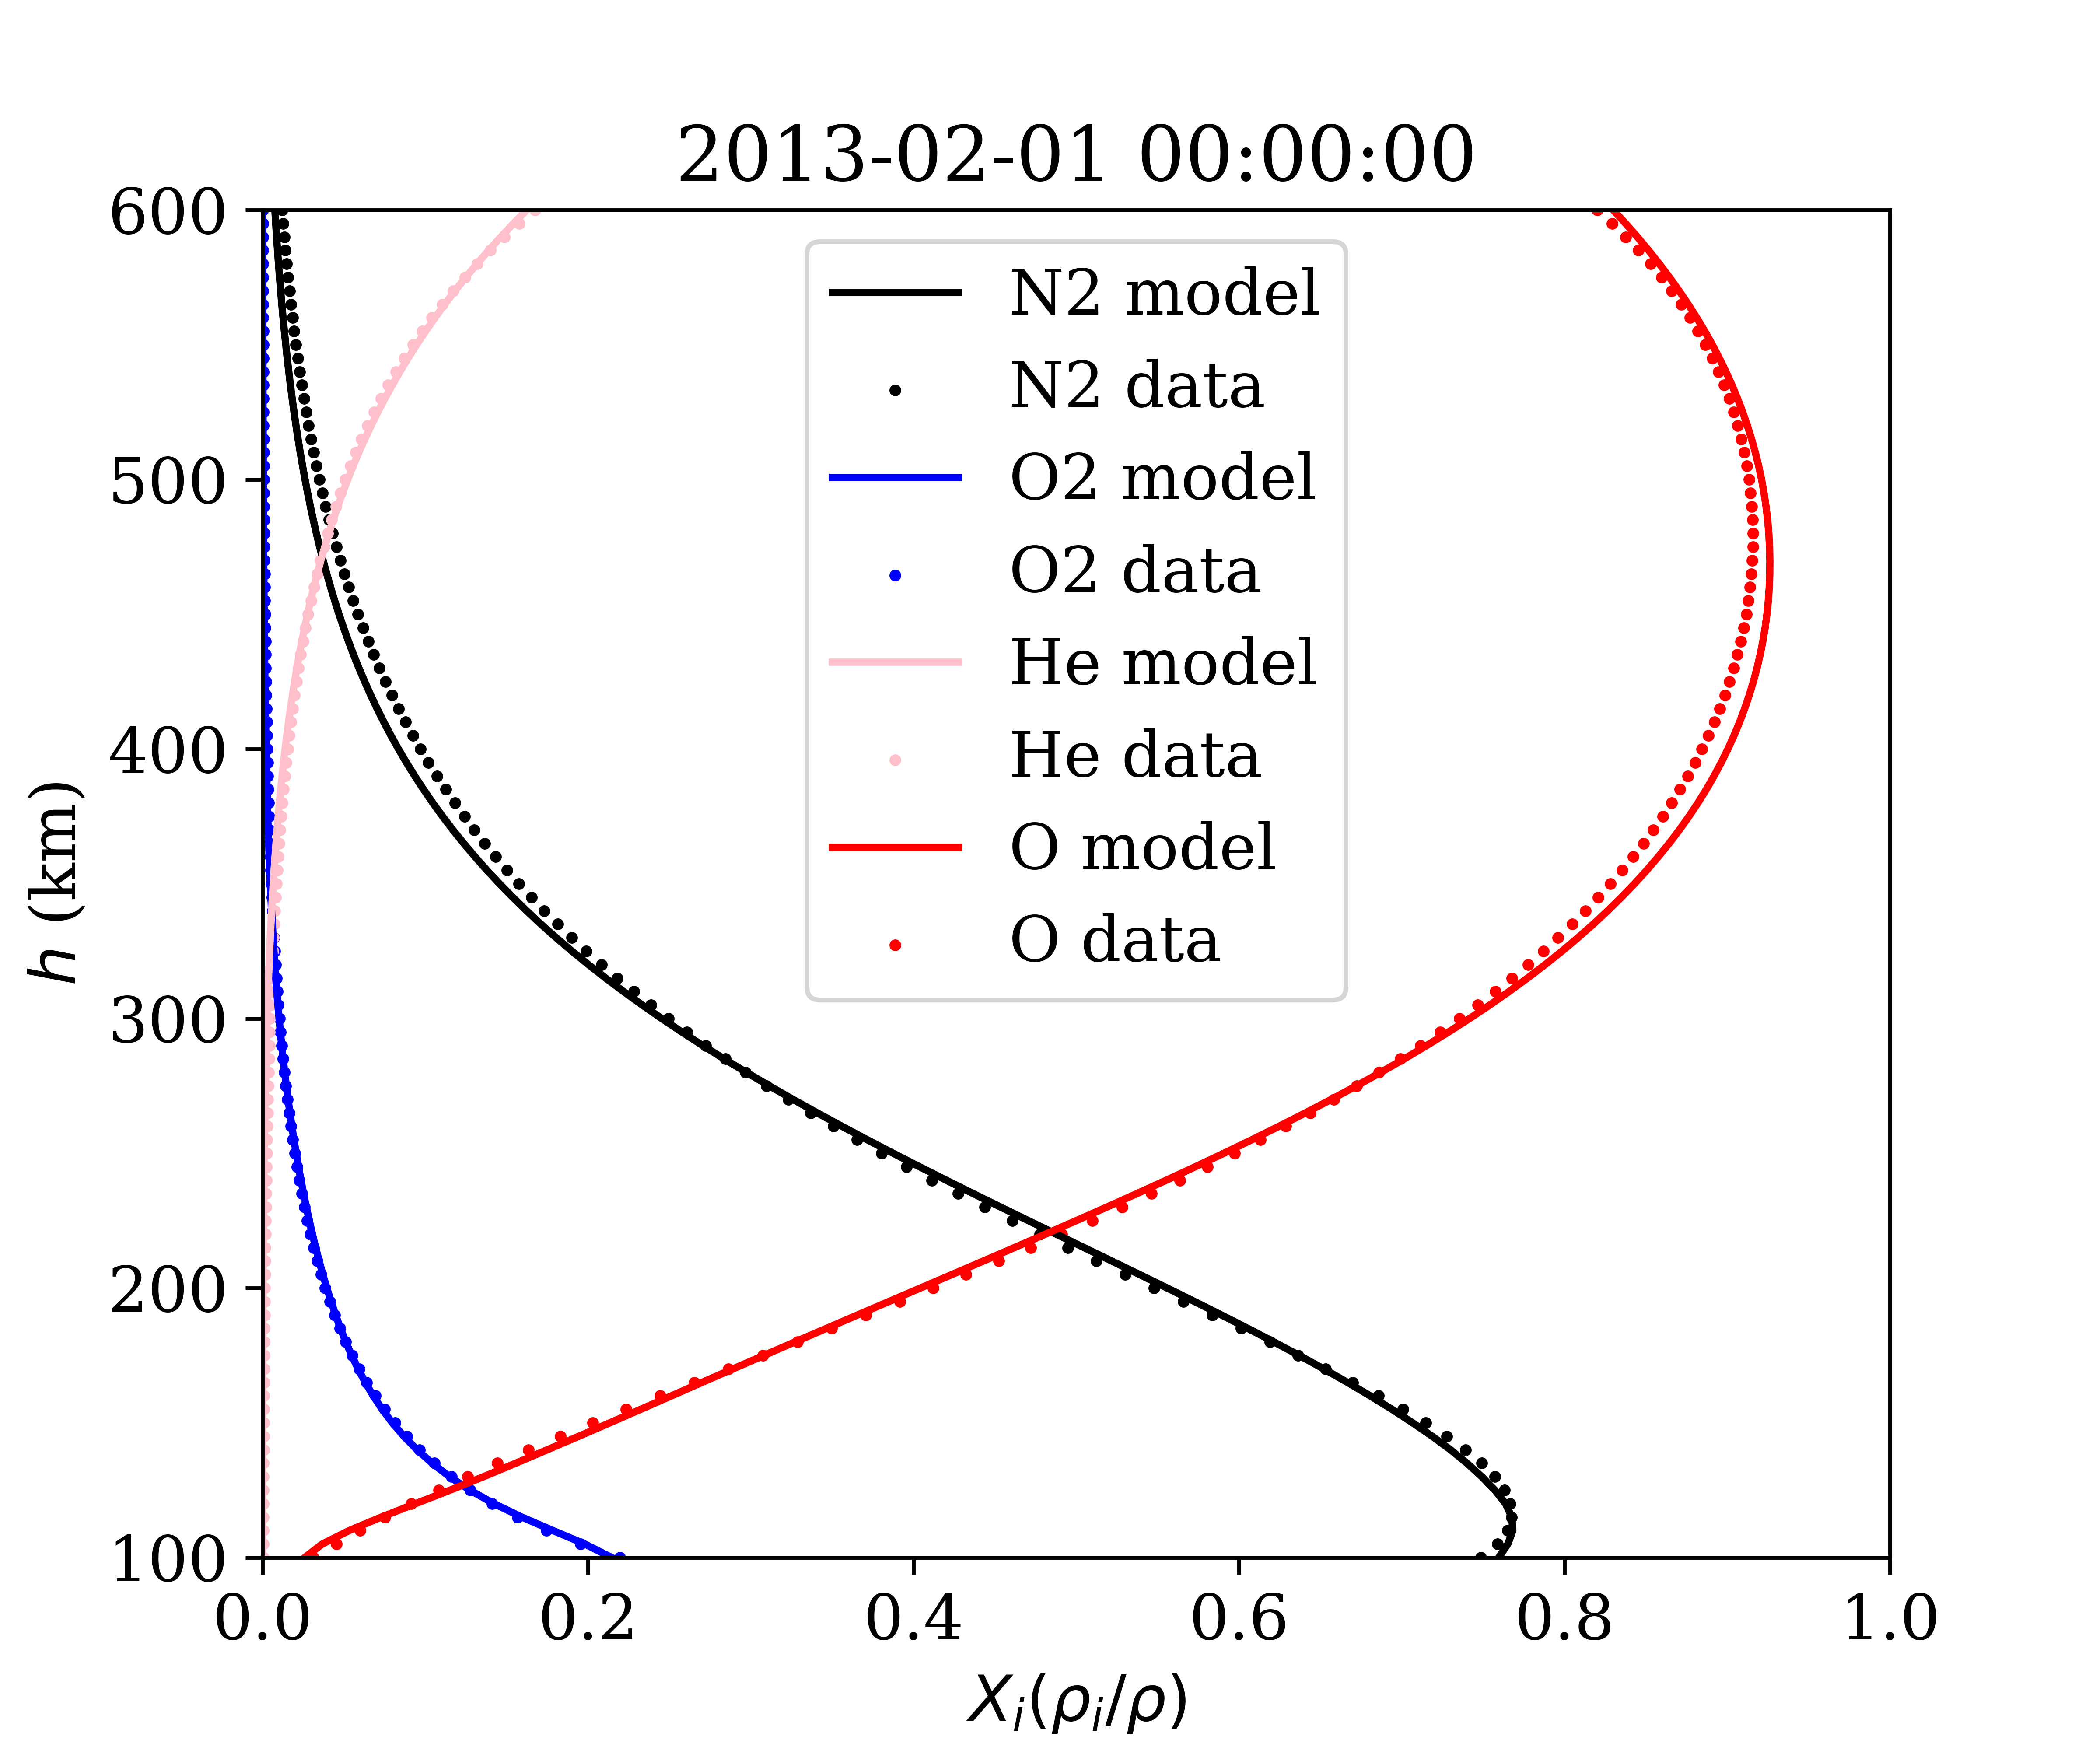 2013-02-01 00:00:00
600
500
400
300
200
100
h (km)
N2 model
N2 data
O2 model
O2 data
He model
He data
O model
O data
0.0 0.2 0.4 0.6 0.8 1.0
X_i(ρ_i/ρ)